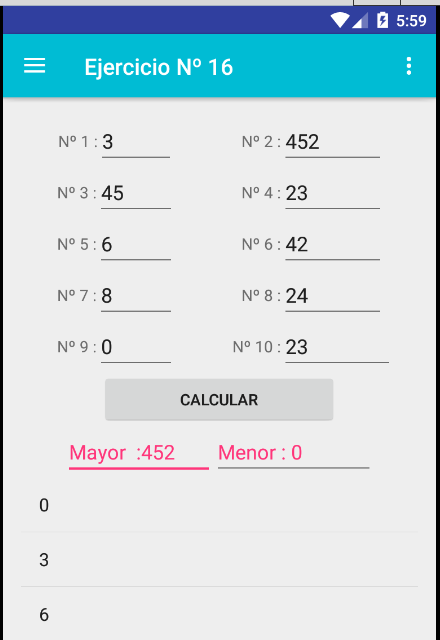 5:59
Ejercicio Nº 16
Nº 1 : 3 Nº 2 : 452
Nº 3 : 45 Nº 4 : 23
Nº 5 : 6 Nº 6 : 42
Nº 7 : 8 Nº 8 : 24
Nº 9 : 0 Nº 10 : 23
CALCULAR
Mayor :452 Menor : 0
0
3
6